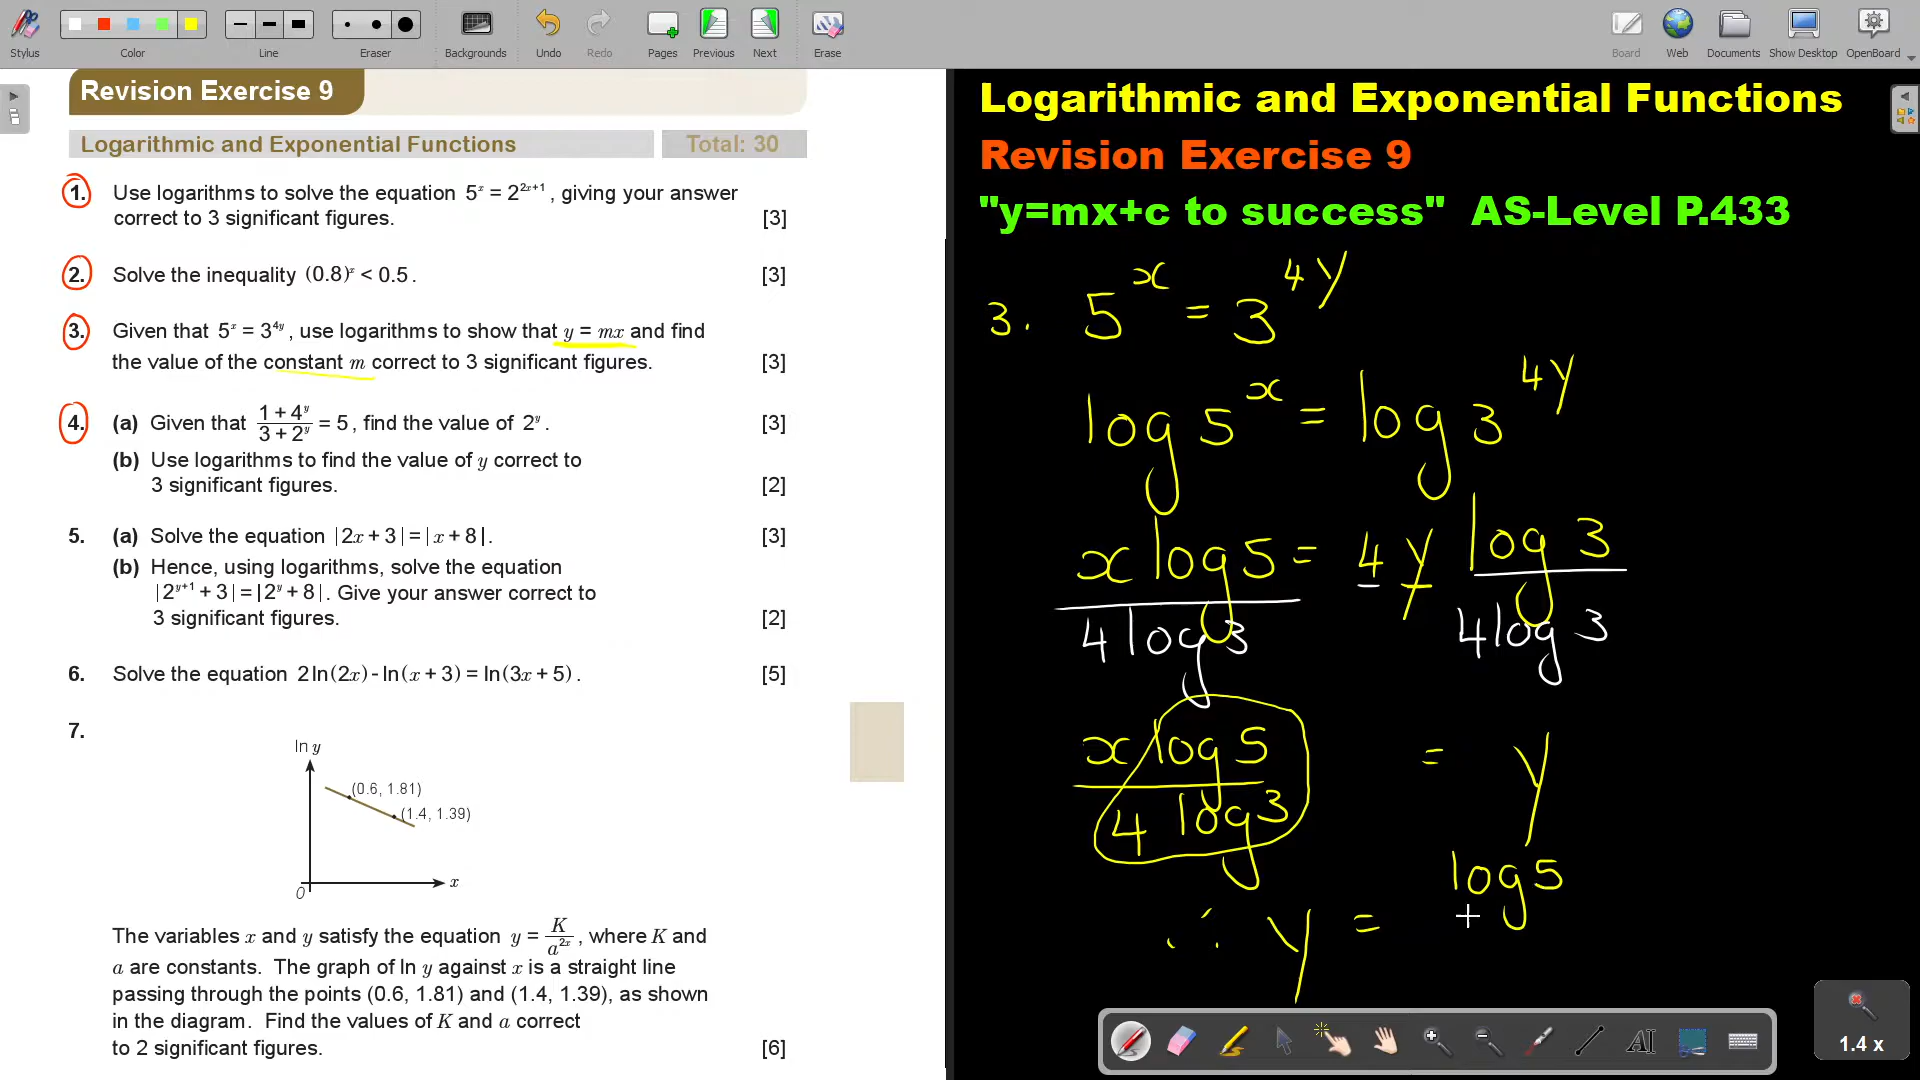 Stylus Color Line Eraser Backgrounds Undo Redo Pages Previous Next Erase Board Web Documents Show Desktop OpenBoard
Revision Exercise 9
Logarithmic and Exponential Functions Total: 30
1. Use logarithms to solve the equation 5^x = 2^(2x+1), giving your answer
correct to 3 significant figures. [3]
2. Solve the inequality (0.8)^x < 0.5. [3]
3. Given that 5^x = 3^(4y), use logarithms to show that y = mx and find
the value of the constant m correct to 3 significant figures. [3]
4. (a) Given that (1 + 4^y)/(3 + 2^y) = 5, find the value of 2^y. [3]
(b) Use logarithms to find the value of y correct to
3 significant figures. [2]
5. (a) Solve the equation |2x + 3| = |x + 8|. [3]
(b) Hence, using logarithms, solve the equation
|2^(y+1) + 3| = |2^y + 8|. Give your answer correct to
3 significant figures. [2]
6. Solve the equation 2 ln(2x) - ln(x + 3) = ln(3x + 5). [5]
7.
ln y
(0.6, 1.81)
(1.4, 1.39)
O x
The variables x and y satisfy the equation y = K/a^(2x), where K and
a are constants. The graph of ln y against x is a straight line
passing through the points (0.6, 1.81) and (1.4, 1.39), as shown
in the diagram. Find the values of K and a correct
to 2 significant figures. [6]
Logarithmic and Exponential Functions
Revision Exercise 9
"y=mx+c to success" AS-Level P.433
3. 5^x = 3^(4y)
log 5^x = log 3^(4y)
x log 5 = 4y log 3
4 log 3 4 log 3
x log 5 = y
4 log 3
log 5
∴ y =
1.4 x